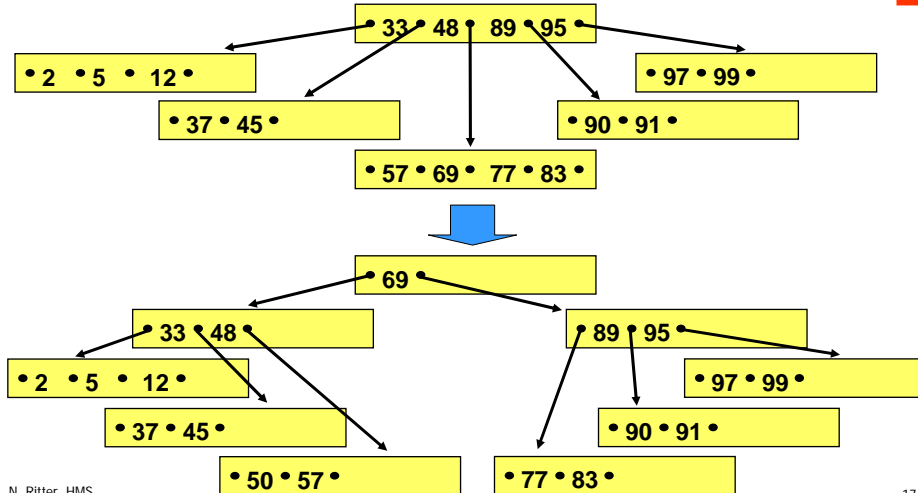 • 33 • 48 • 89 • 95 •
• 2 • 5 • 12 •
• 97 • 99 •
• 37 • 45 •
• 90 • 91 •
• 57 • 69 • 77 • 83 •
• 69 •
• 33 • 48 •
• 89 • 95 •
• 2 • 5 • 12 •
• 97 • 99 •
• 37 • 45 •
• 90 • 91 •
• 50 • 57 •
• 77 • 83 •
N. Ritter, HMS
17